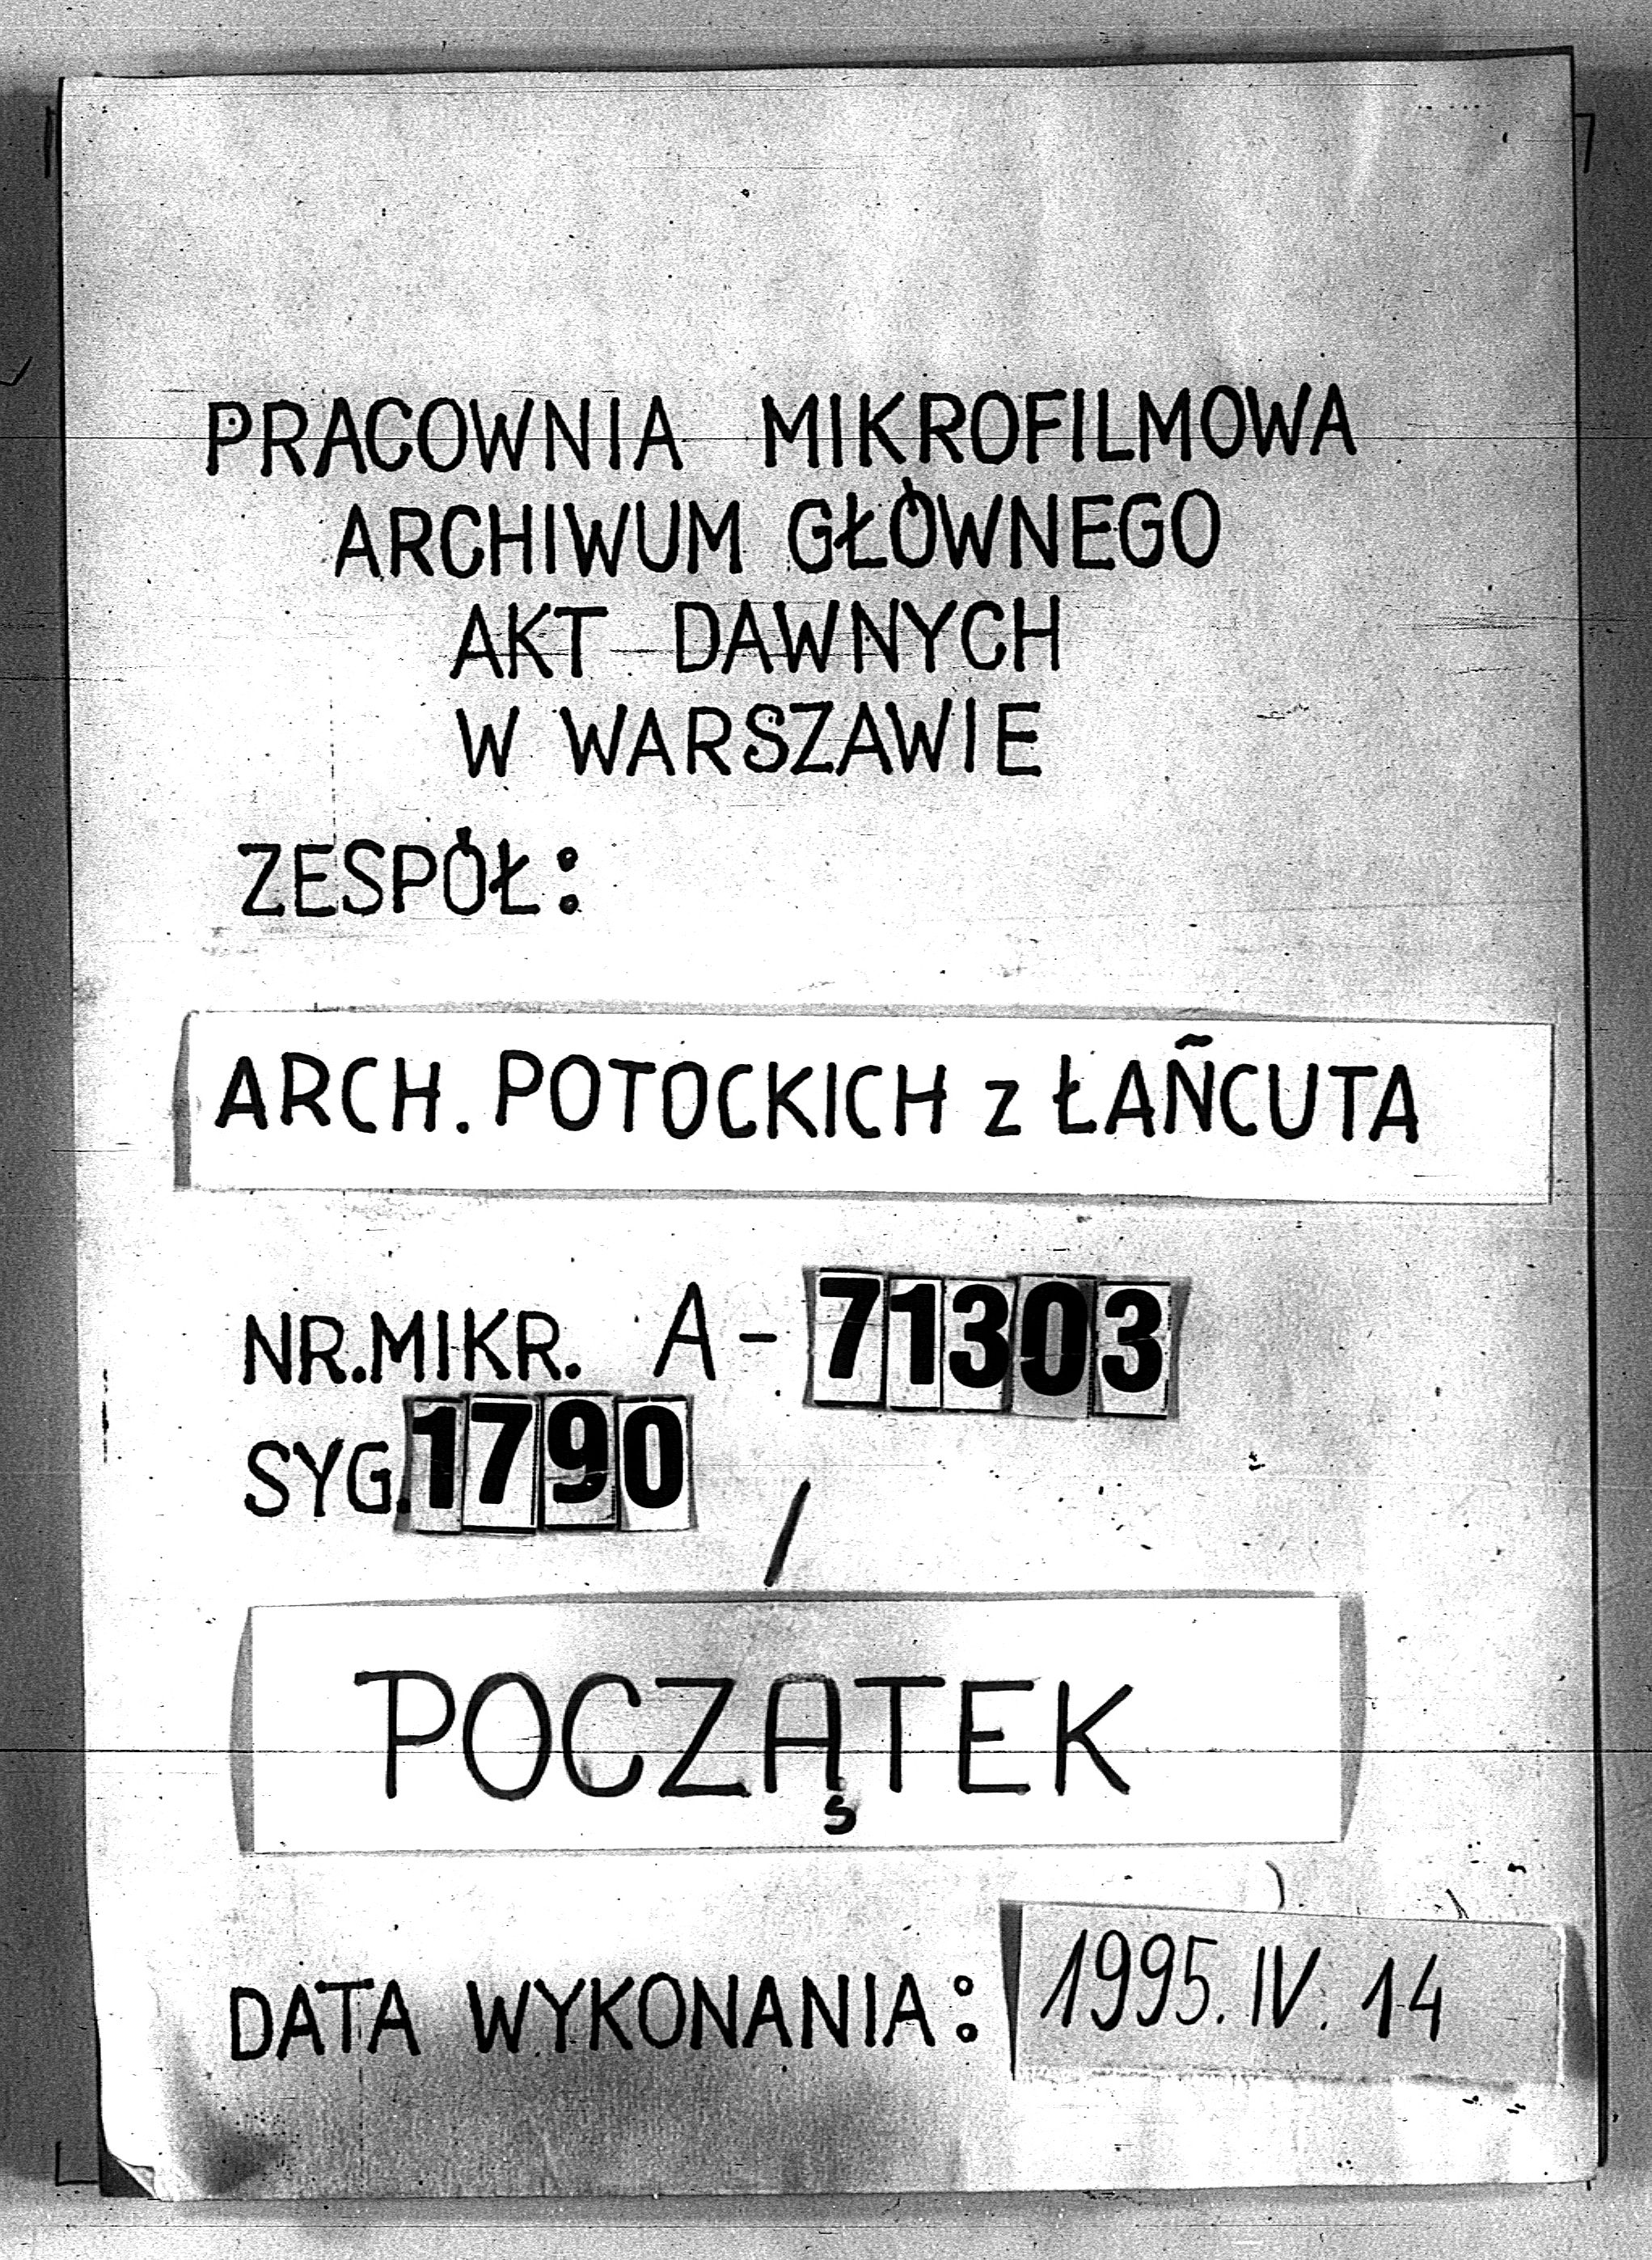 PRACOWNIA MIKROFILMOWA
ARCHIWUM GŁÓWNEGO
AKT DAWNYCH
W WARSZAWIE
ZESPÓŁ:
ARCH. POTOCKICH z ŁAŃCUTA
NR.MIKR. A-71303
SYG.1790
POCZĄTEK
DATA WYKONANIA: 1995.IV.14